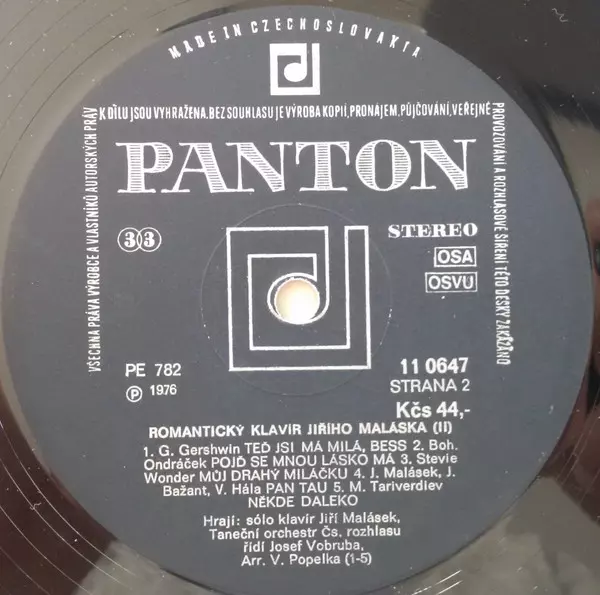 MADE IN CZECHOSLOVAKIA
VŠECHNA PRÁVA VÝROBCE A VLASTNÍKŮ AUTORSKÝCH PRÁV
K DÍLU JSOU VYHRAŽENA, BEZ SOUHLASU JE VÝROBA KOPIÍ, PRONÁJEM, PŮJČOVÁNÍ, VEŘEJNÉ
PROVOZOVÁNÍ A ROZHLASOVÉ ŠÍŘENÍ TÉTO DESKY ZAKÁZÁNO
PANTON
33
STEREO
OSA
OSVU
PE 782
℗ 1976
11 0647
STRANA 2
Kčs 44,-
ROMANTICKÝ KLAVÍR JIŘÍHO MALÁSKA (II)
1. G. Gershwin TEĎ JSI MÁ MILÁ, BESS 2. Boh.
Ondráček POJĎ SE MNOU LÁSKO MÁ 3. Stevie
Wonder MŮJ DRAHÝ MILÁČKU 4. J. Malásek, J.
Bažant, V. Hála PAN TAU 5. M. Tariverdiev
NĚKDE DALEKO
Hrají: sólo klavír Jiří Malásek,
Taneční orchestr Čs. rozhlasu
řídí Josef Vobruba,
Arr. V. Popelka (1-5)